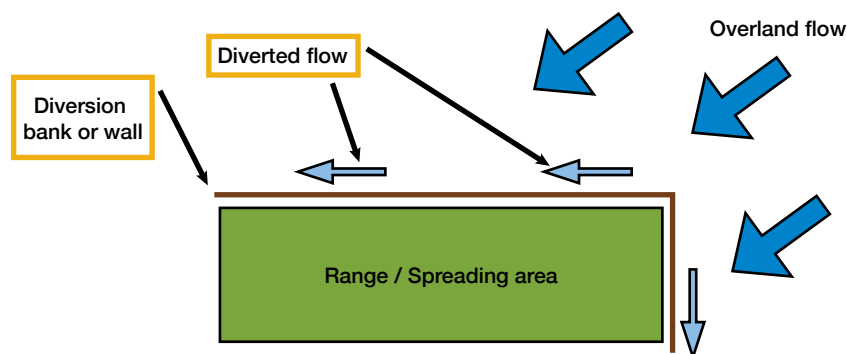 Overland flow
Diverted flow
Diversion
bank or wall
Range / Spreading area